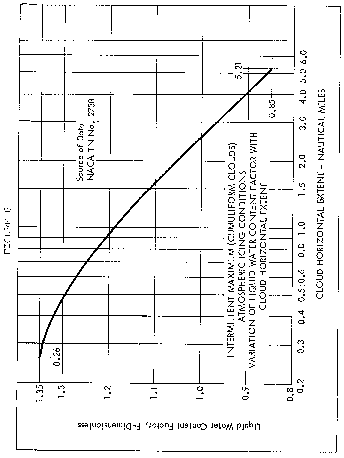 Source of Data
NACA TN No. 2738
5.21
0.85
0.26
INTERMITTENT MAXIMUM (CUMULIFORM CLOUDS)
ATMOSPHERIC ICING CONDITIONS
VARIATION OF LIQUID WATER CONTENT FACTOR WITH
CLOUD HORIZONTAL EXTENT
Liquid Water Content Factor, F-Dimensionless
1.35
1.3
1.2
1.1
1.0
0.9
0.8
0.2
0.3
0.4
0.5
0.6
0.8
1.0
1.5
2.0
3.0
4.0
5.0
6.0
CLOUD HORIZONTAL EXTENT - NAUTICAL MILES